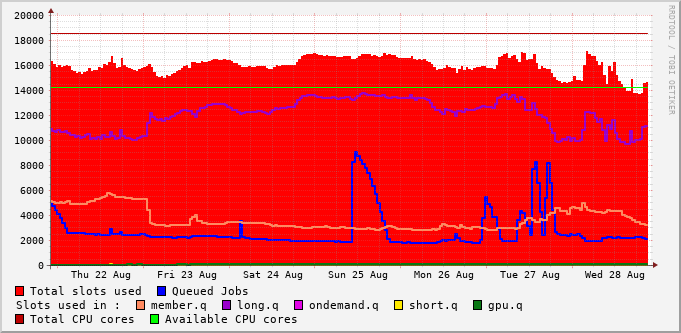 20000
18000
16000
14000
12000
10000
8000
6000
4000
2000
0
Thu 22 Aug Fri 23 Aug Sat 24 Aug Sun 25 Aug Mon 26 Aug Tue 27 Aug Wed 28 Aug
RRDTOOL / TOBI OETIKER
Total slots used Queued Jobs
Slots used in : member.q long.q ondemand.q short.q gpu.q
Total CPU cores Available CPU cores